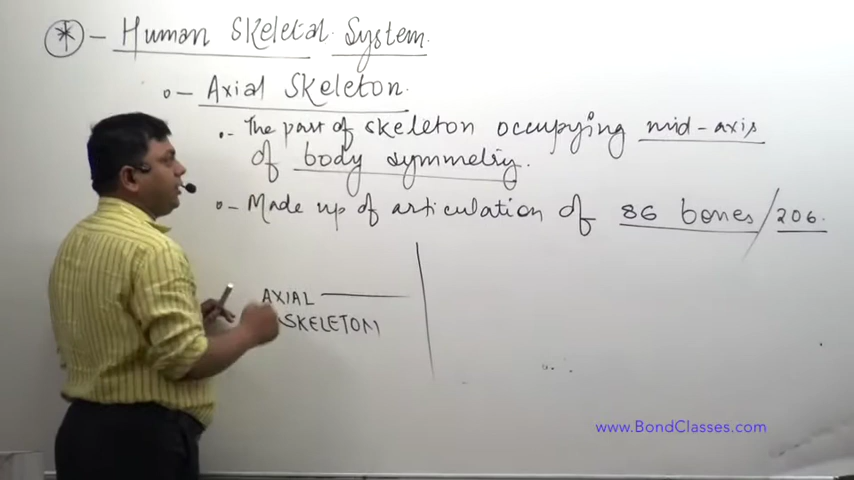 * - Human Skeletal System
- Axial Skeleton.
- The part of skeleton occupying mid-axis
of body symmetry.
- Made up of articulation of 86 bones/206.
AXIAL
SKELETON
www.BondClasses.com